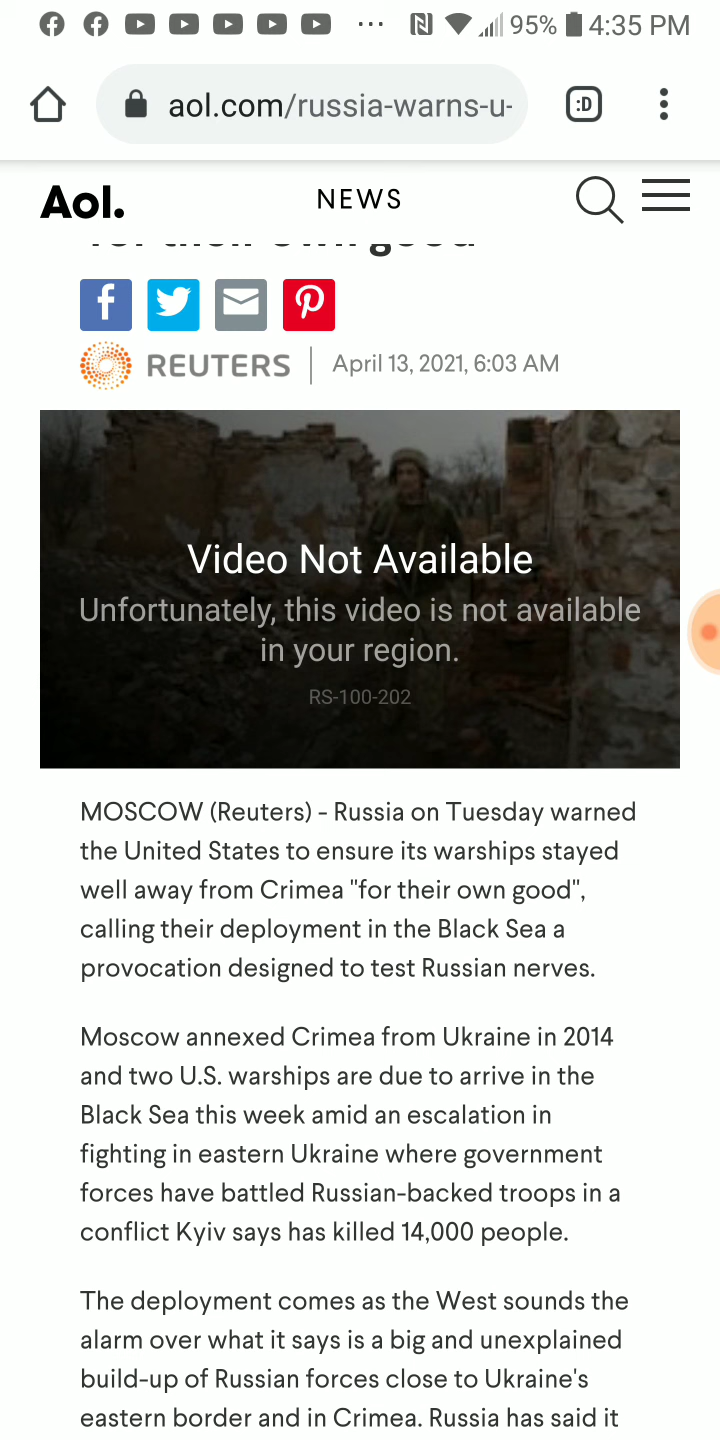 95% 4:35 PM
aol.com/russia-warns-u-
:D
Aol.
NEWS
for their own good
REUTERS
April 13, 2021, 6:03 AM
Video Not Available
Unfortunately, this video is not available
in your region.
RS-100-202
MOSCOW (Reuters) - Russia on Tuesday warned
the United States to ensure its warships stayed
well away from Crimea "for their own good",
calling their deployment in the Black Sea a
provocation designed to test Russian nerves.
Moscow annexed Crimea from Ukraine in 2014
and two U.S. warships are due to arrive in the
Black Sea this week amid an escalation in
fighting in eastern Ukraine where government
forces have battled Russian-backed troops in a
conflict Kyiv says has killed 14,000 people.
The deployment comes as the West sounds the
alarm over what it says is a big and unexplained
build-up of Russian forces close to Ukraine's
eastern border and in Crimea. Russia has said it